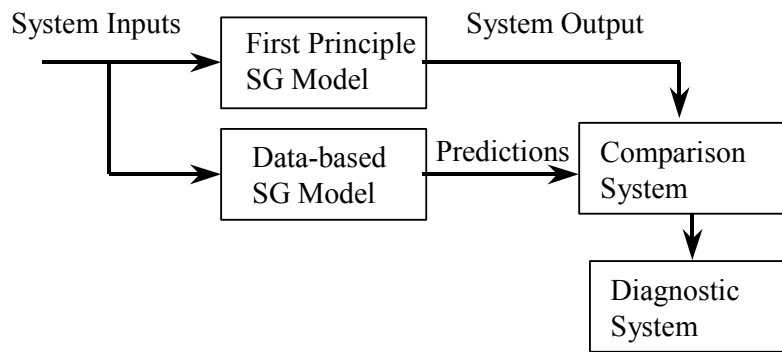 System Inputs
First Principle
SG Model
System Output
Data-based
SG Model
Predictions
Comparison
System
Diagnostic
System